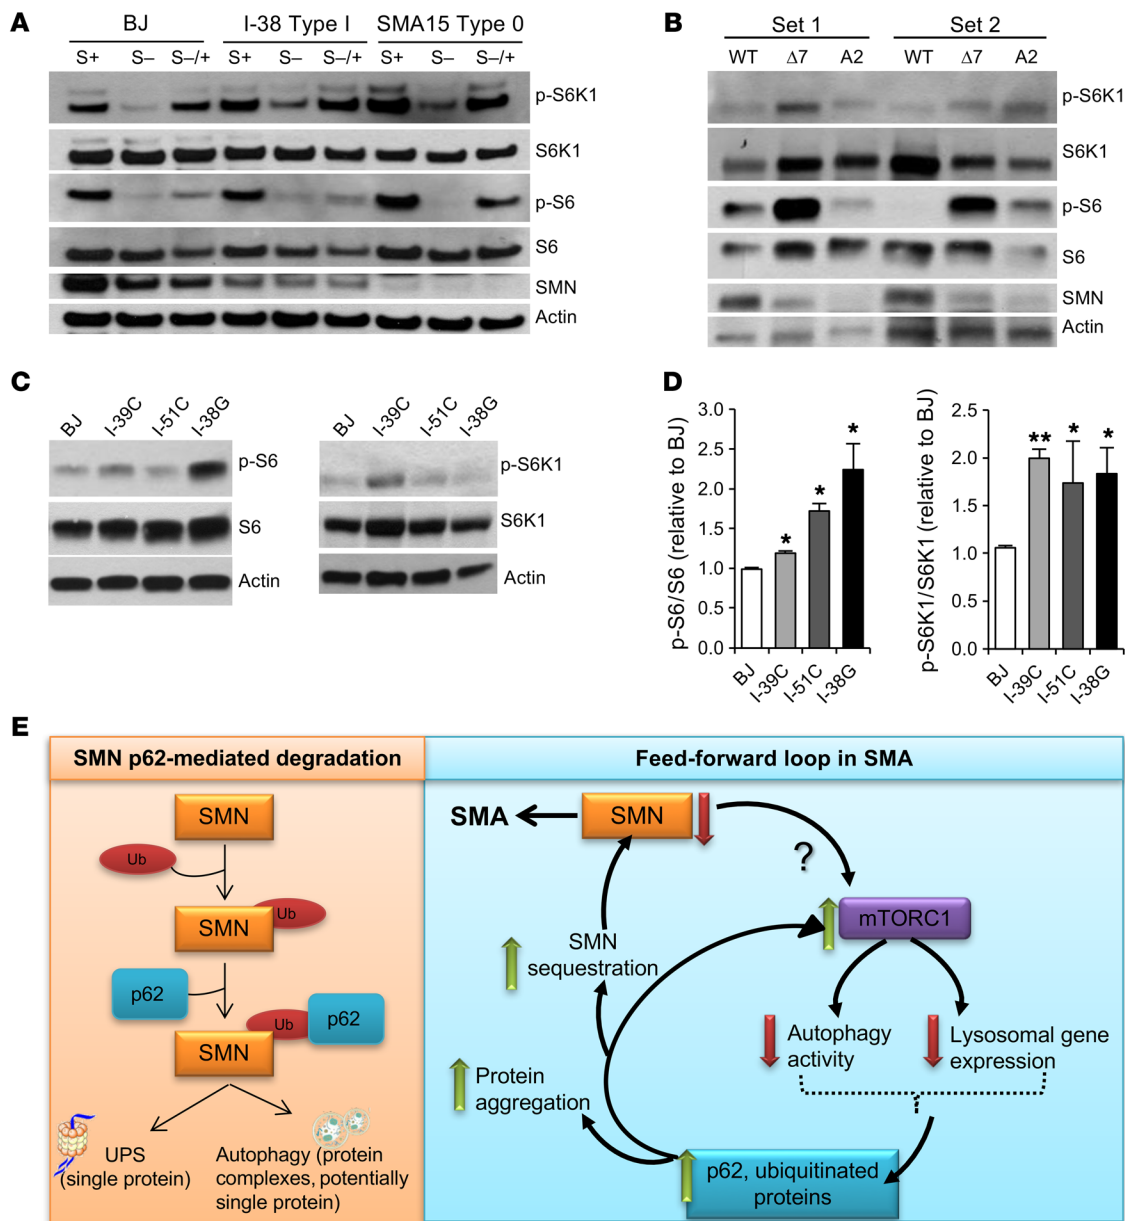 A
BJ
I-38 Type I
SMA15 Type 0
S+ S– S–/+ S+ S– S–/+ S+ S– S–/+
p-S6K1
S6K1
p-S6
S6
SMN
Actin
B
Set 1
Set 2
WT Δ7 A2 WT Δ7 A2
p-S6K1
S6K1
p-S6
S6
SMN
Actin
C
BJ I-39C I-51C I-38G
p-S6
S6
Actin
BJ I-39C I-51C I-38G
p-S6K1
S6K1
Actin
D
p-S6/S6 (relative to BJ)
3.0
2.5
2.0
1.5
1.0
0.5
0.0
* * *
BJ I-39C I-51C I-38G
p-S6K1/S6K1 (relative to BJ)
2.5
2.0
1.5
1.0
0.5
0.0
** * *
BJ I-39C I-51C I-38G
E
SMN p62-mediated degradation
SMN
Ub
SMN
Ub
p62
SMN
Ub
p62
UPS
(single protein)
Autophagy (protein
complexes, potentially
single protein)
Feed-forward loop in SMA
SMA
SMN
?
mTORC1
SMN
sequestration
Autophagy
activity
Lysosomal gene
expression
Protein
aggregation
p62, ubiquitinated
proteins